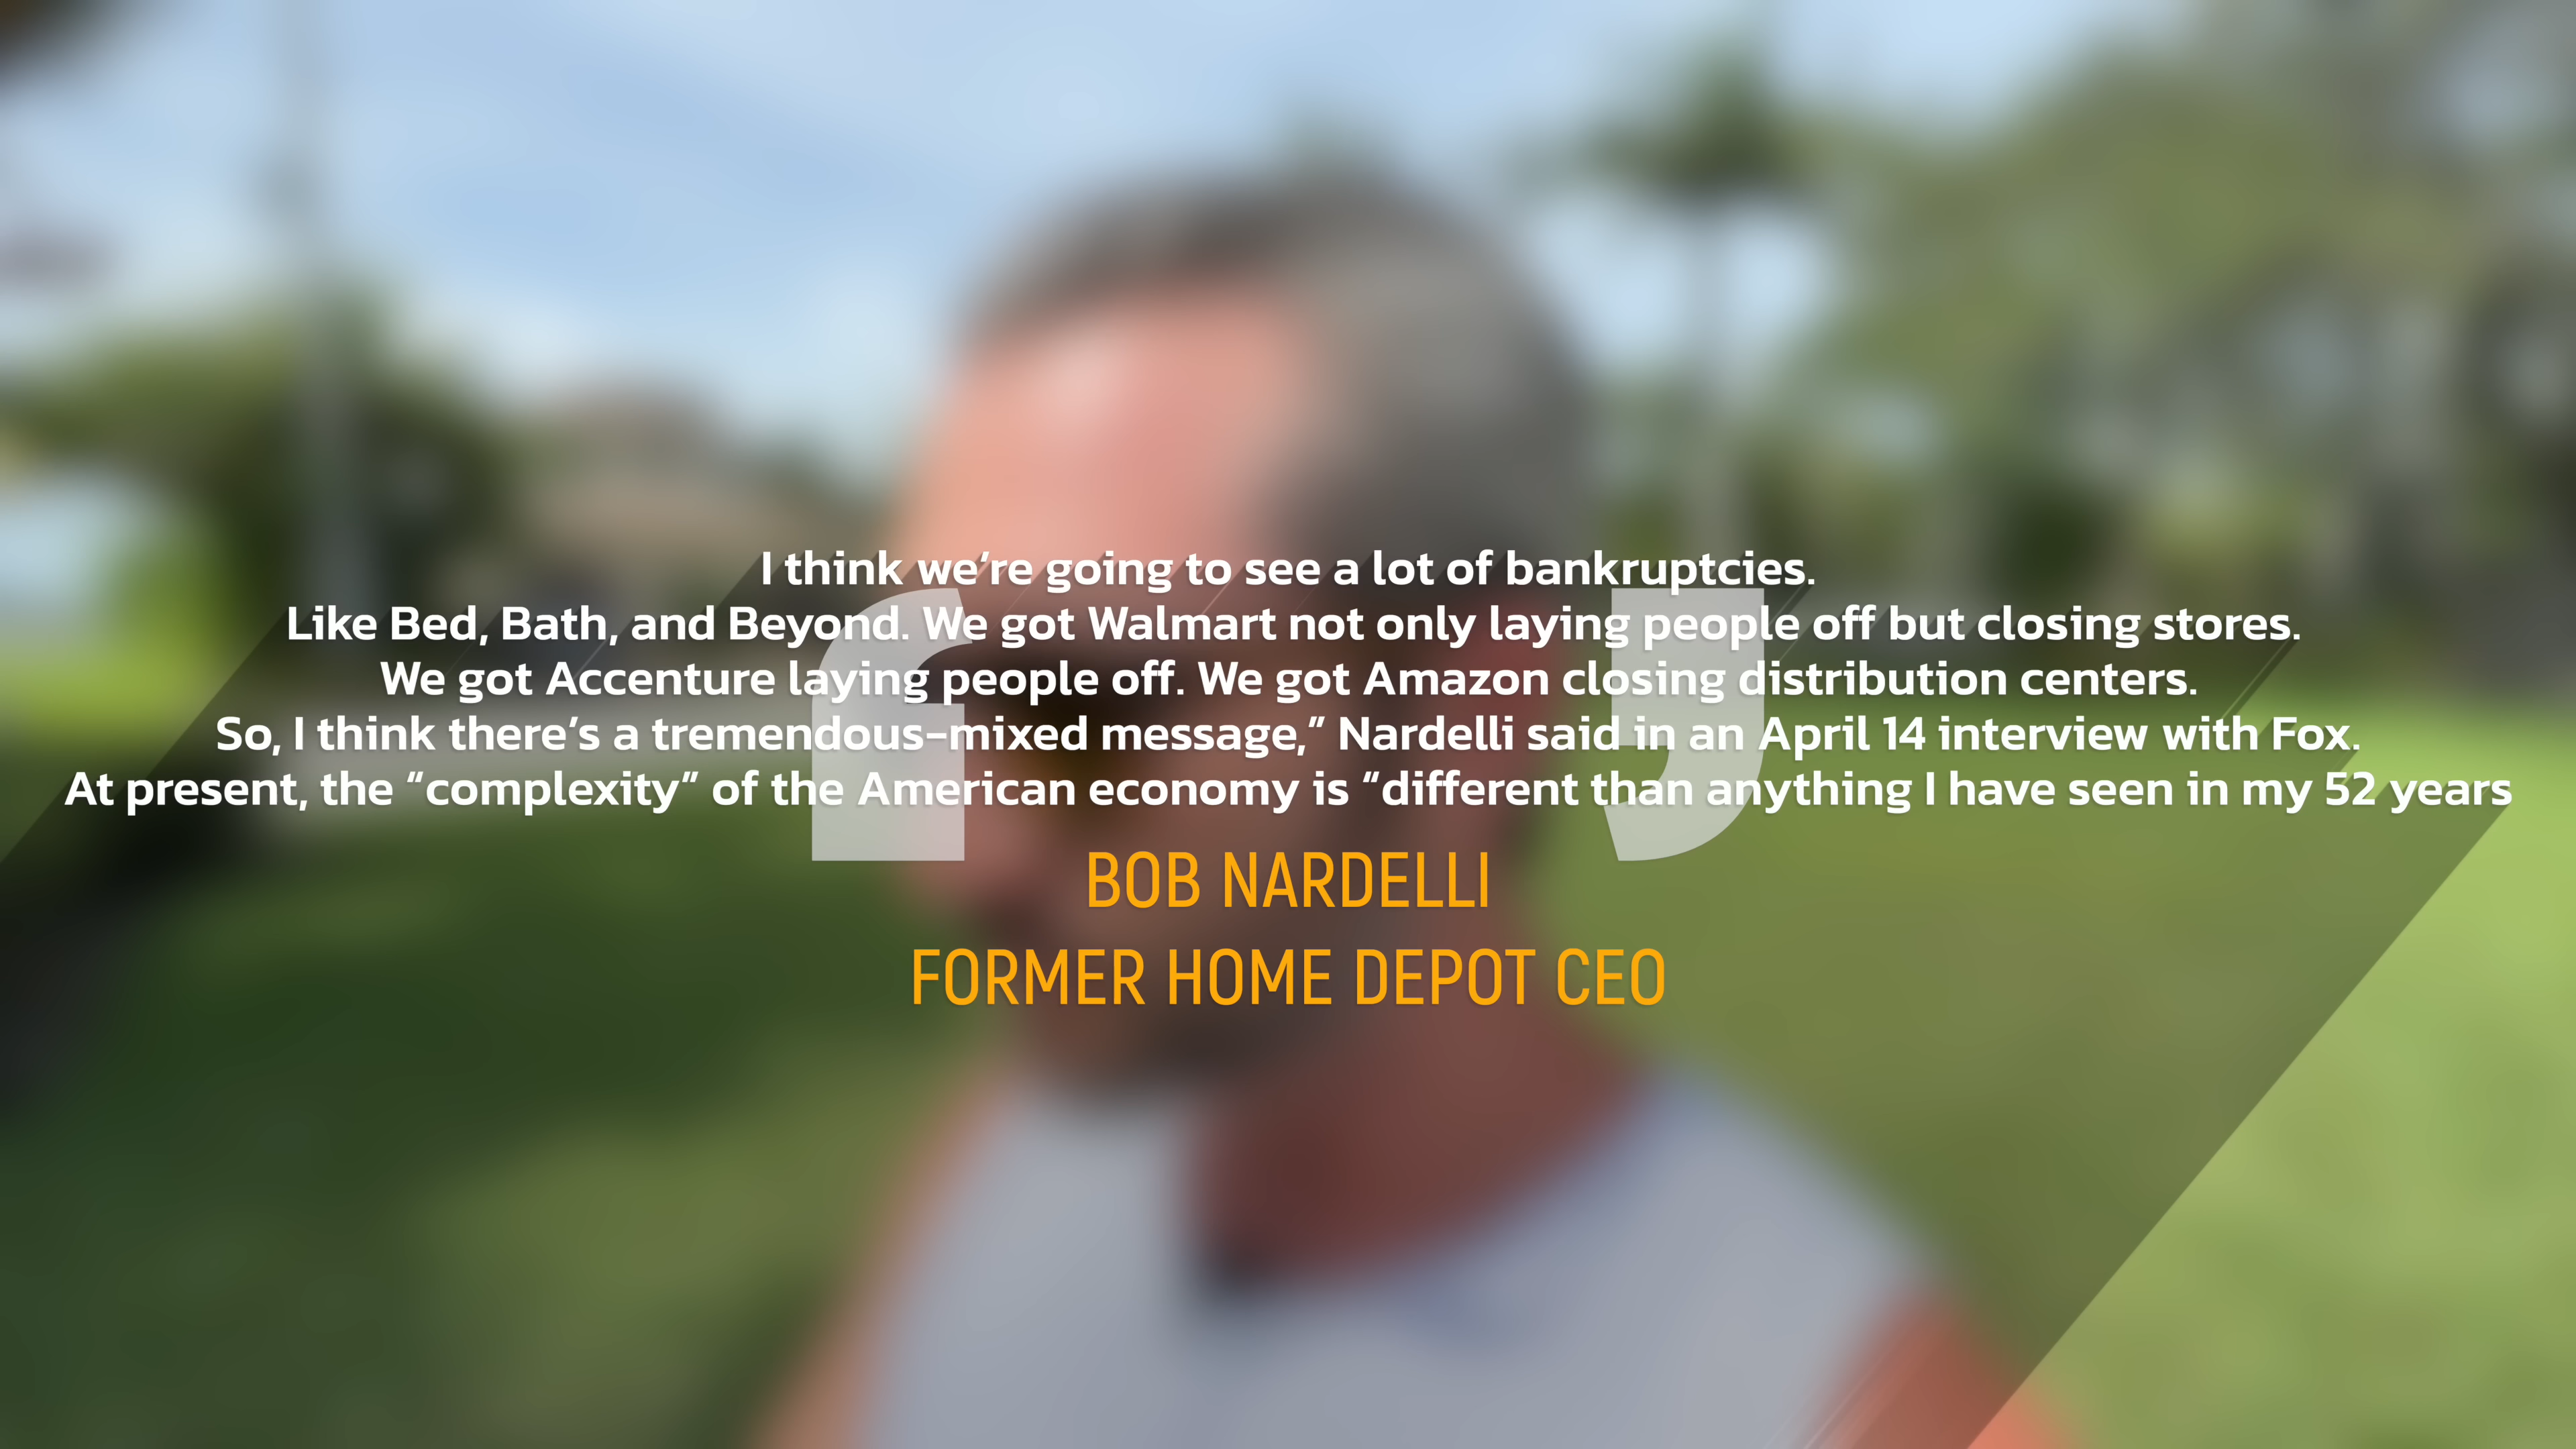 I think we’re going to see a lot of bankruptcies.
Like Bed, Bath, and Beyond. We got Walmart not only laying people off but closing stores.
We got Accenture laying people off. We got Amazon closing distribution centers.
So, I think there’s a tremendous-mixed message,” Nardelli said in an April 14 interview with Fox.
At present, the “complexity” of the American economy is “different than anything I have seen in my 52 years
BOB NARDELLI
FORMER HOME DEPOT CEO